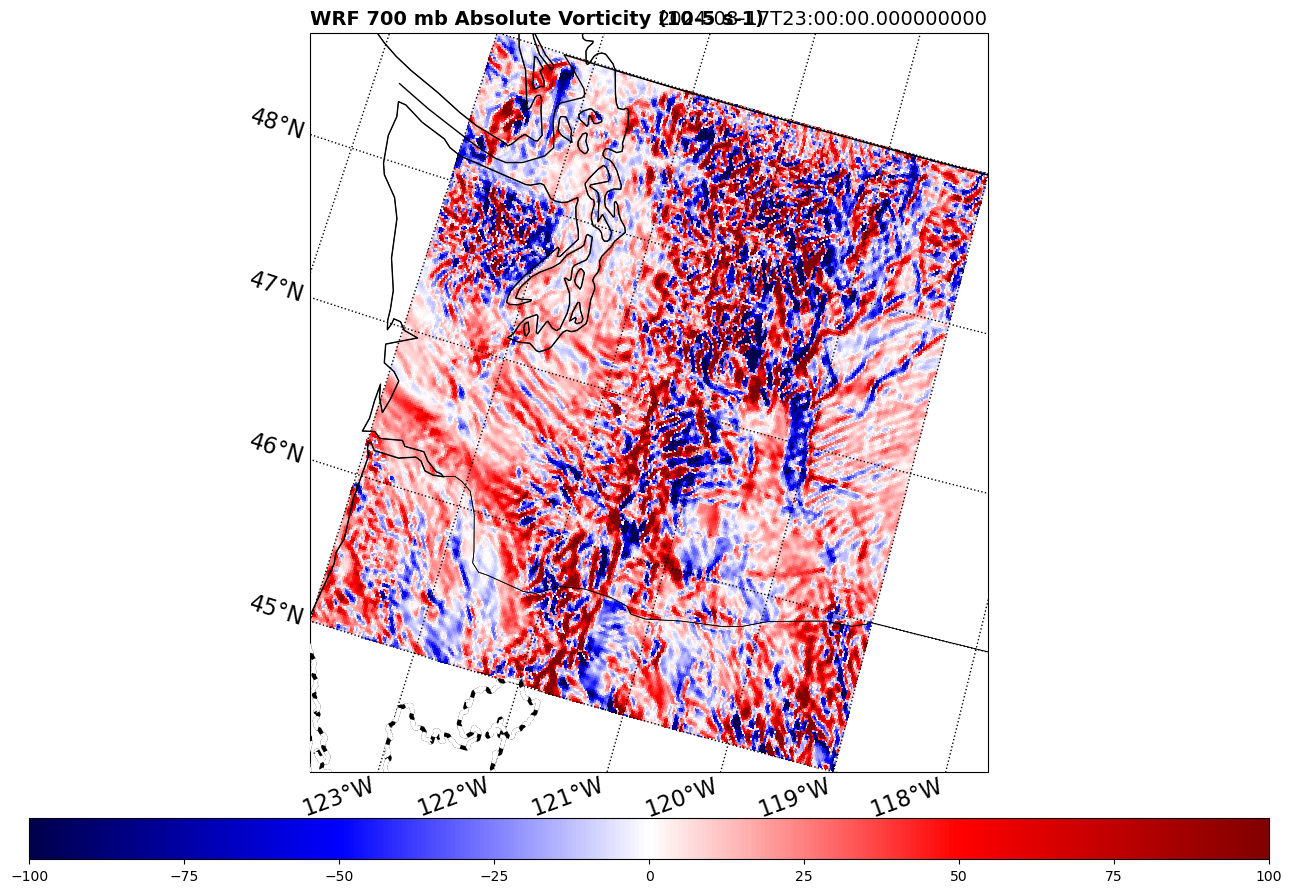 WRF 700 mb Absolute Vorticity (10-5 s-1)
17T23:00:00.000000000
48°N
47°N
46°N
45°N
123°W 122°W 121°W 120°W 119°W 118°W
−100 −75 −50 −25 0 25 50 75 100